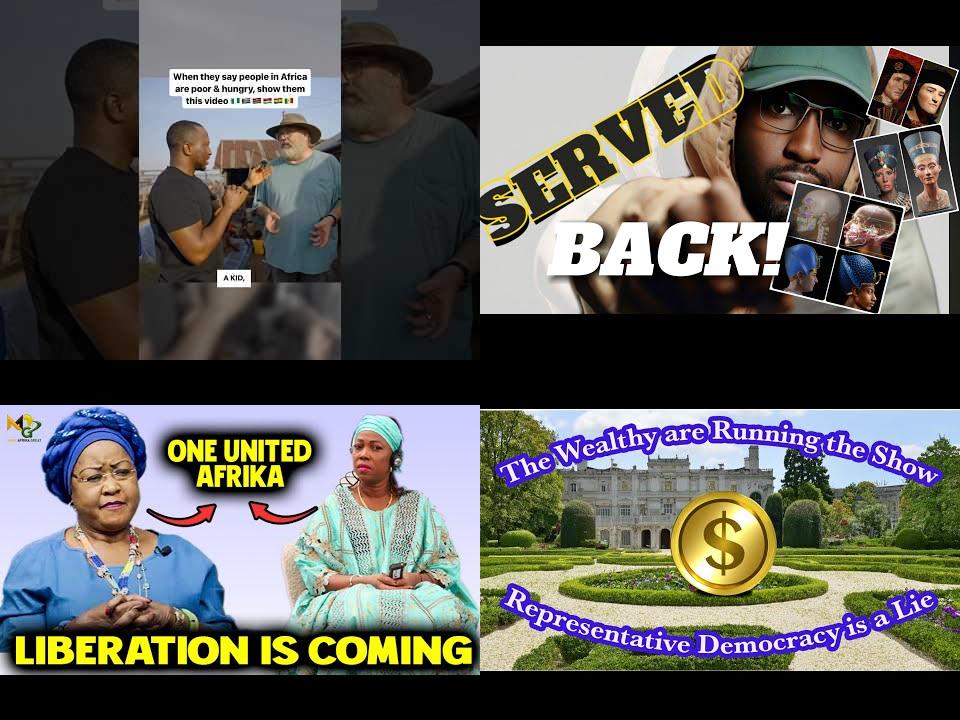 When they say people in Africa
are poor & hungry, show them
this video
A KID,
SERVED
BACK!
ONE UNITED
AFRIKA
LIBERATION IS COMING
The Wealthy are Running the Show
$
Representative Democracy is a Lie